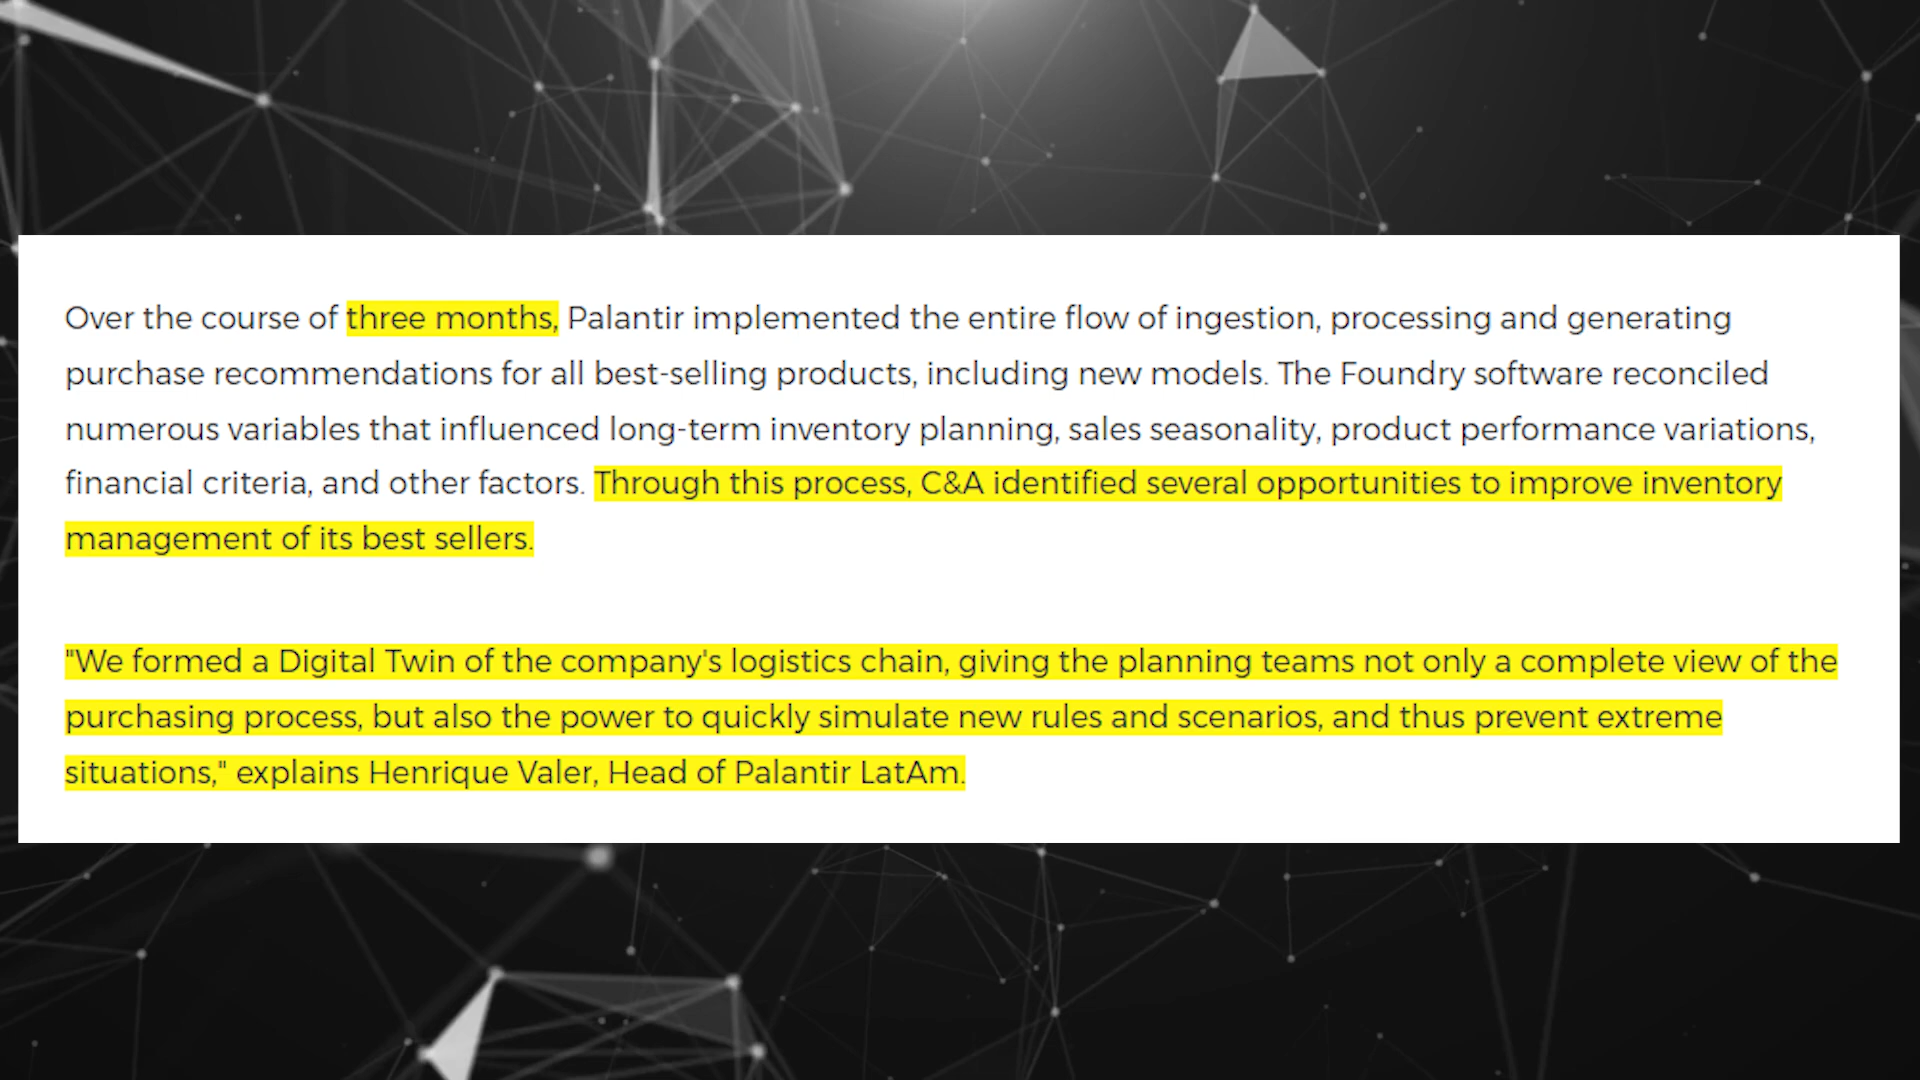 Over the course of three months, Palantir implemented the entire flow of ingestion, processing and generating
purchase recommendations for all best-selling products, including new models. The Foundry software reconciled
numerous variables that influenced long-term inventory planning, sales seasonality, product performance variations,
financial criteria, and other factors. Through this process, C&A identified several opportunities to improve inventory
management of its best sellers.
"We formed a Digital Twin of the company's logistics chain, giving the planning teams not only a complete view of the
purchasing process, but also the power to quickly simulate new rules and scenarios, and thus prevent extreme
situations," explains Henrique Valer, Head of Palantir LatAm.